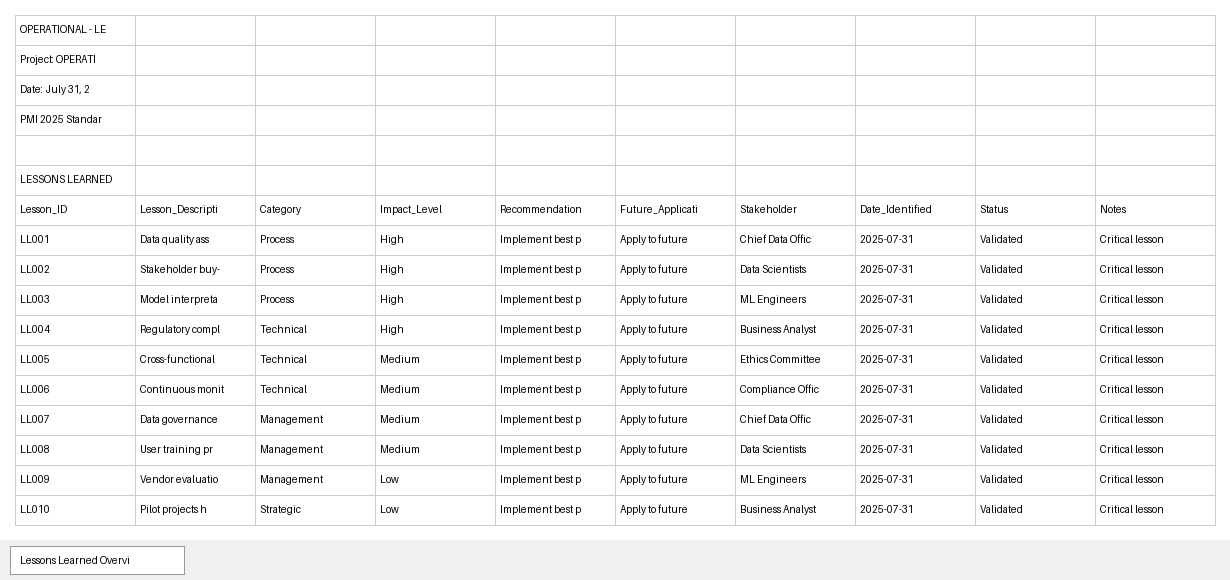 OPERATIONAL - LE
Project: OPERATI
Date: July 31, 2
PMI 2025 Standar
LESSONS LEARNED
Lesson_ID Lesson_Descripti Category Impact_Level Recommendation Future_Applicati Stakeholder Date_Identified Status Notes
LL001 Data quality ass Process High Implement best p Apply to future Chief Data Offic 2025-07-31 Validated Critical lesson
LL002 Stakeholder buy- Process High Implement best p Apply to future Data Scientists 2025-07-31 Validated Critical lesson
LL003 Model interpreta Process High Implement best p Apply to future ML Engineers 2025-07-31 Validated Critical lesson
LL004 Regulatory compl Technical High Implement best p Apply to future Business Analyst 2025-07-31 Validated Critical lesson
LL005 Cross-functional Technical Medium Implement best p Apply to future Ethics Committee 2025-07-31 Validated Critical lesson
LL006 Continuous monit Technical Medium Implement best p Apply to future Compliance Offic 2025-07-31 Validated Critical lesson
LL007 Data governance Management Medium Implement best p Apply to future Chief Data Offic 2025-07-31 Validated Critical lesson
LL008 User training pr Management Medium Implement best p Apply to future Data Scientists 2025-07-31 Validated Critical lesson
LL009 Vendor evaluatio Management Low Implement best p Apply to future ML Engineers 2025-07-31 Validated Critical lesson
LL010 Pilot projects h Strategic Low Implement best p Apply to future Business Analyst 2025-07-31 Validated Critical lesson
Lessons Learned Overvi